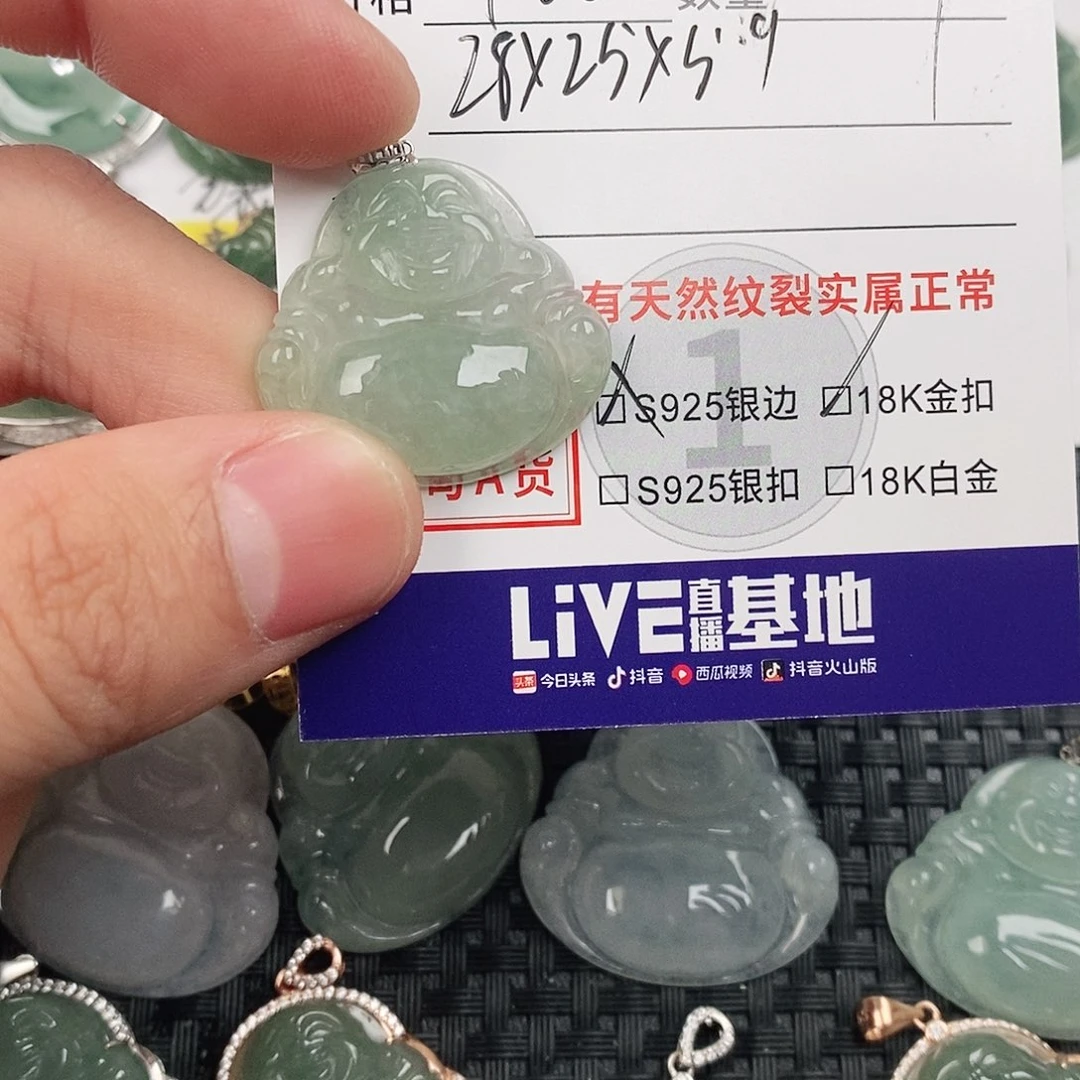 28×25×5.9
有天然纹裂实属正常
☑S925银边 ☑18K金扣
A货
☐S925银扣 ☐18K白金
LiVE直播基地
头条 今日头条 抖音 西瓜视频 抖音火山版